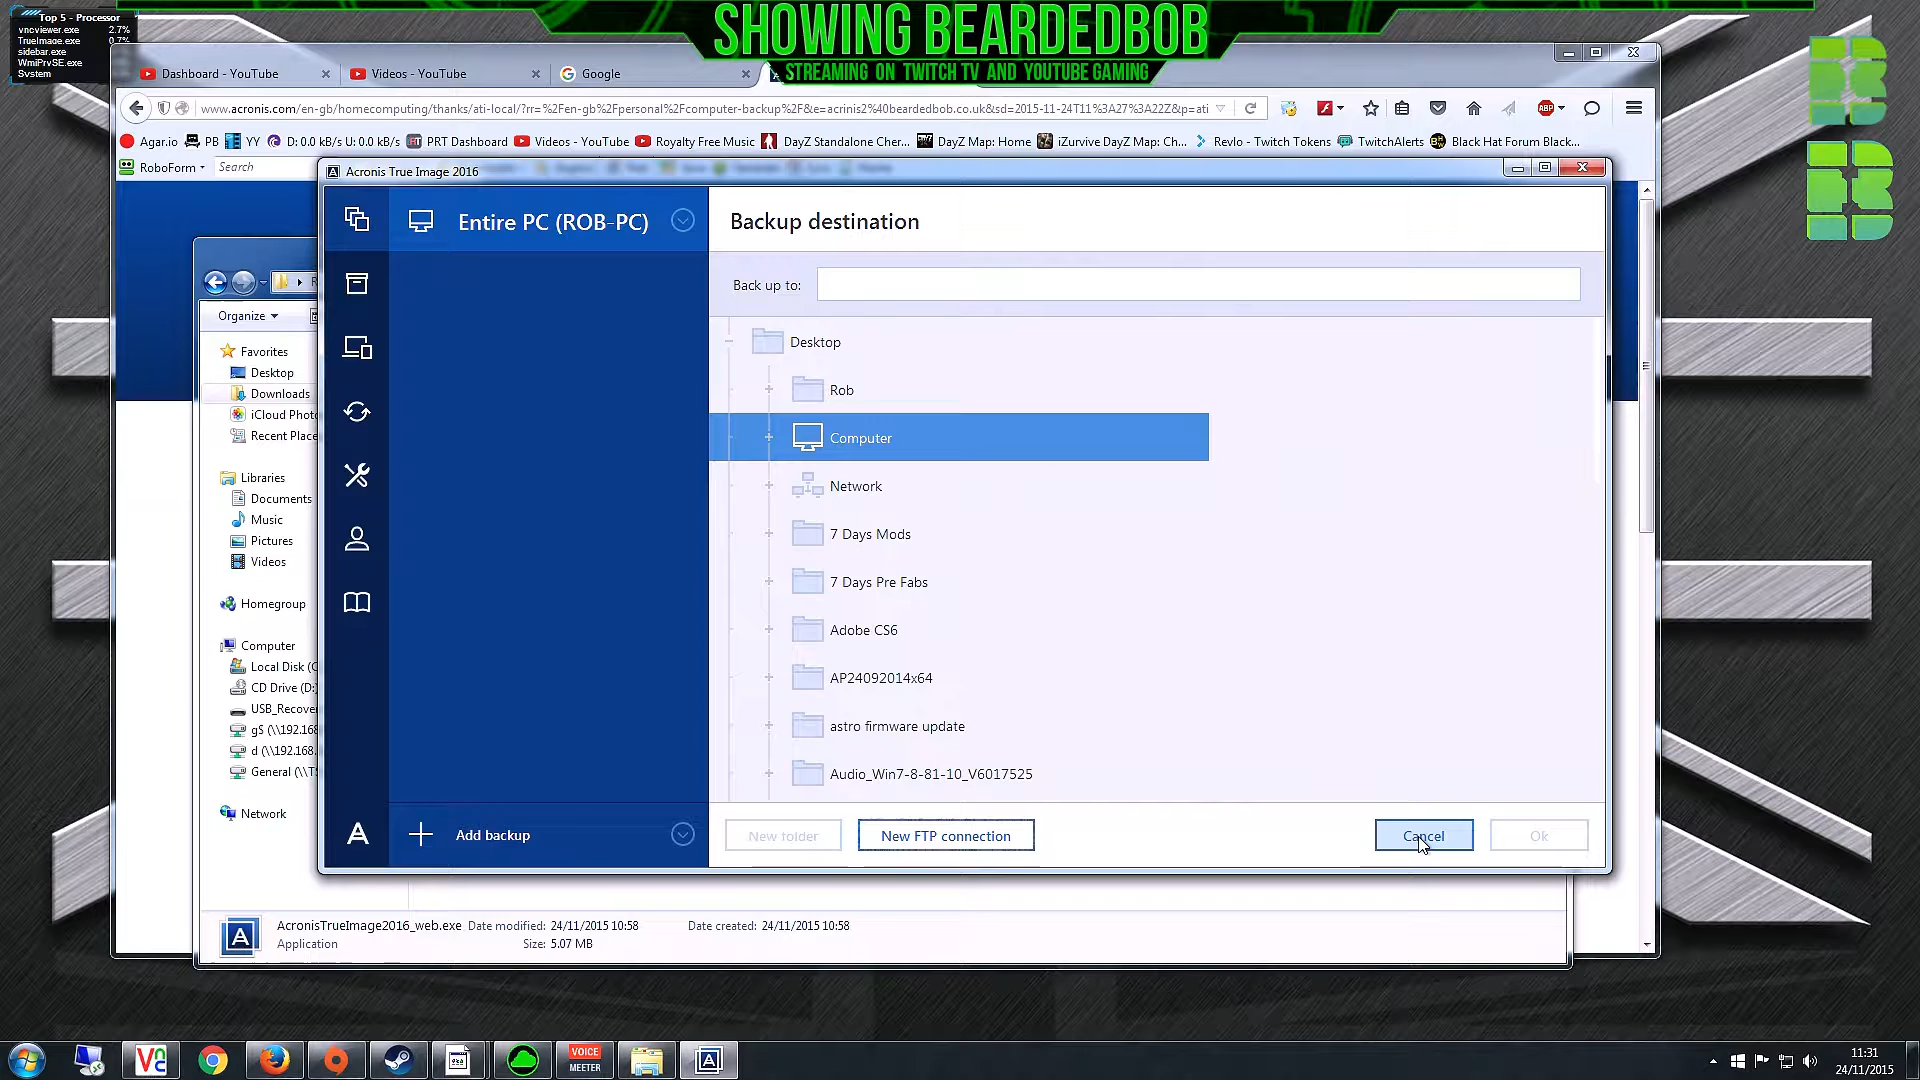 Top 5 - Processor
vncviewer.exe 2.7%
TrueImage.exe 0.7%
sidebar.exe
WmiPrvSE.exe
System
SHOWING BEARDEDBOB
STREAMING ON TWITCH TV AND YOUTUBE GAMING
Dashboard - YouTube
Videos - YouTube
Google
www.acronis.com/en-gb/homecomputing/thanks/ati-local/?rr=%2Fen-gb%2Fpersonal%2Fcomputer-backup%2F&e=acrinis2%40beardedbob.co.uk&sd=2015-11-24T11%3A27%3A22Z&p=ati
ABP
Agar.io PB YY D: 0.0 kB/s U: 0.0 kB/s PRT Dashboard Videos - YouTube Royalty Free Music DayZ Standalone Cher... DayZ Map: Home iZurvive DayZ Map: Ch... Revlo - Twitch Tokens TwitchAlerts Black Hat Forum Blask...
RoboForm Search
Acronis True Image 2016
Entire PC (ROB-PC)
Backup destination
Back up to:
Desktop
Rob
Computer
Network
7 Days Mods
7 Days Pre Fabs
Adobe CS6
AP24092014x64
astro firmware update
Audio_Win7-8-81-10_V6017525
Add backup
New folder
New FTP connection
Cancel
Ok
Organize
Favorites
Desktop
Downloads
iCloud Photo
Recent Place
Libraries
Documents
Music
Pictures
Videos
Homegroup
Computer
Local Disk (C
CD Drive (D:)
USB_Recove
gS (\\192.168
d (\\192.168.
General (\\TS
Network
AcronisTrueImage2016_web.exe Date modified: 24/11/2015 10:58 Date created: 24/11/2015 10:58
Application Size: 5.07 MB
VOICE
MEETER
11:31
24/11/2015